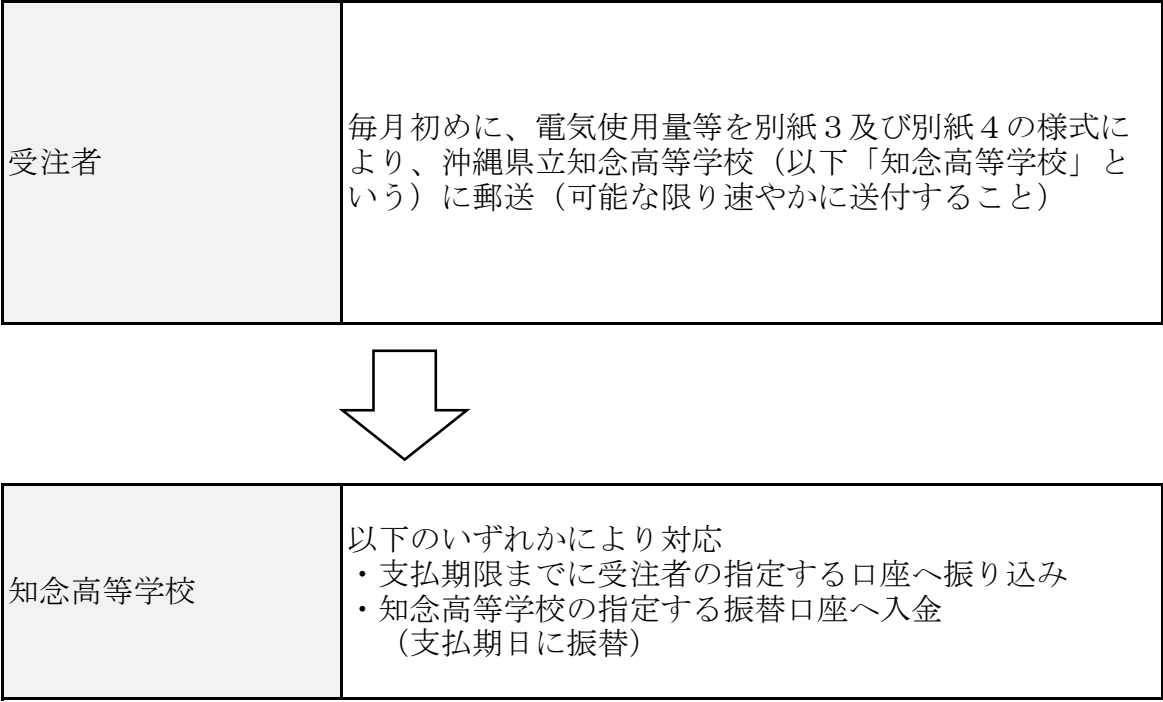 受注者
毎月初めに、電気使用量等を別紙３及び別紙４の様式に
より、沖縄県立知念高等学校（以下「知念高等学校」と
いう）に郵送（可能な限り速やかに送付すること）
知念高等学校
以下のいずれかにより対応
・支払期限までに受注者の指定する口座へ振り込み
・知念高等学校の指定する振替口座へ入金
（支払期日に振替）